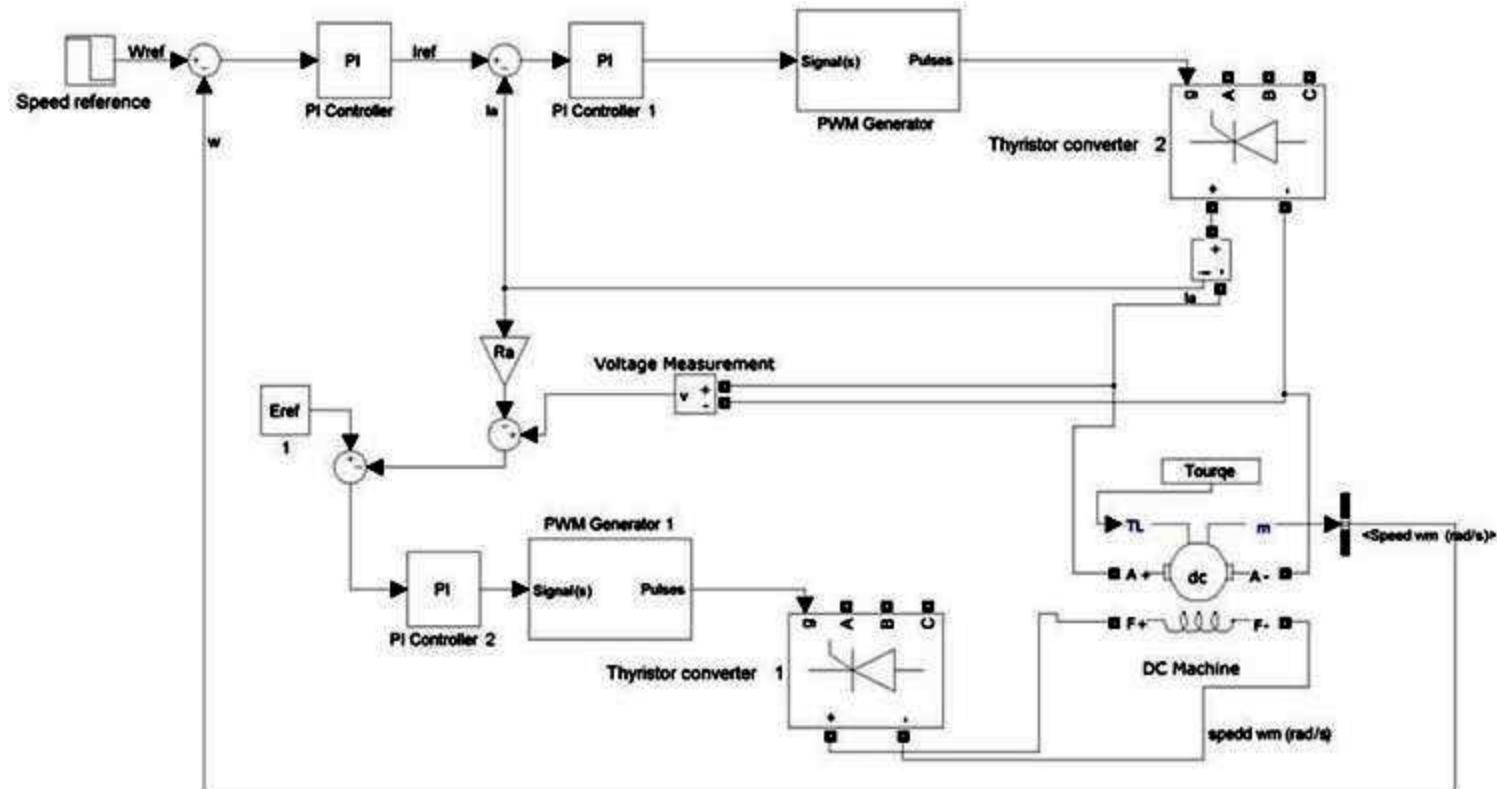 Wref
PI
Iref
PI
Signal(s)
Pulses
Speed reference
PI Controller
Ia
PI Controller 1
PWM Generator
g
A
B
C
w
Thyristor converter 2
+
-
+
-
Ia
Ra
Voltage Measurement
v
+
-
Eref
1
Tourqe
TL
m
<Speed wm (rad/s)>
A+
dc
A-
F+
F-
DC Machine
PWM Generator 1
PI
Signal(s)
Pulses
PI Controller 2
g
A
B
C
Thyristor converter 1
+
-
spedd wm (rad/s)